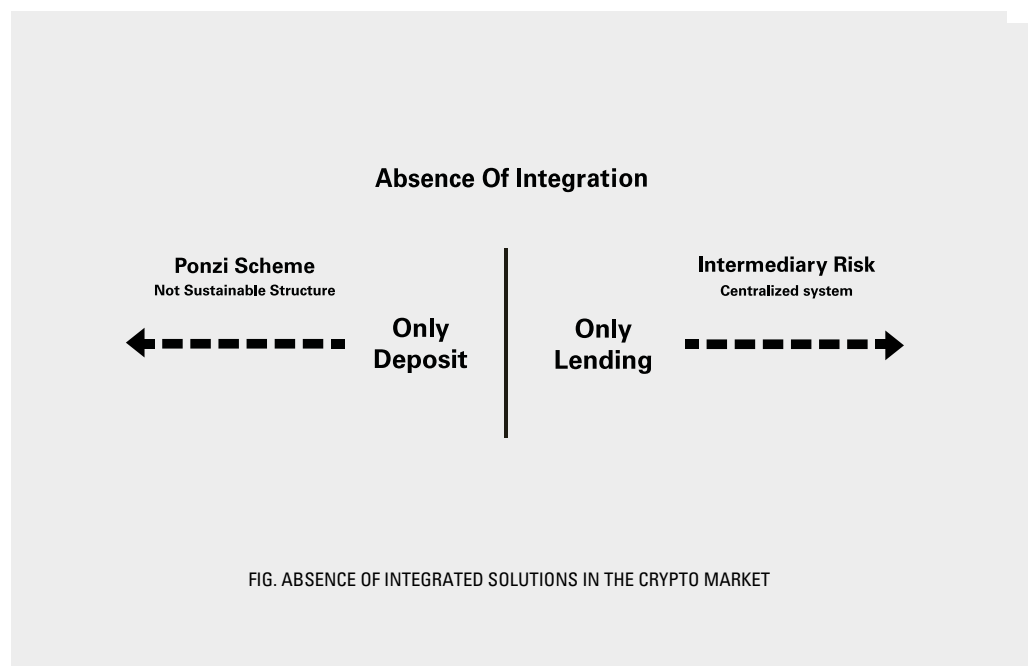 Absence Of Integration
Ponzi Scheme
Not Sustainable Structure
Only
Deposit
Intermediary Risk
Centralized system
Only
Lending
FIG. ABSENCE OF INTEGRATED SOLUTIONS IN THE CRYPTO MARKET